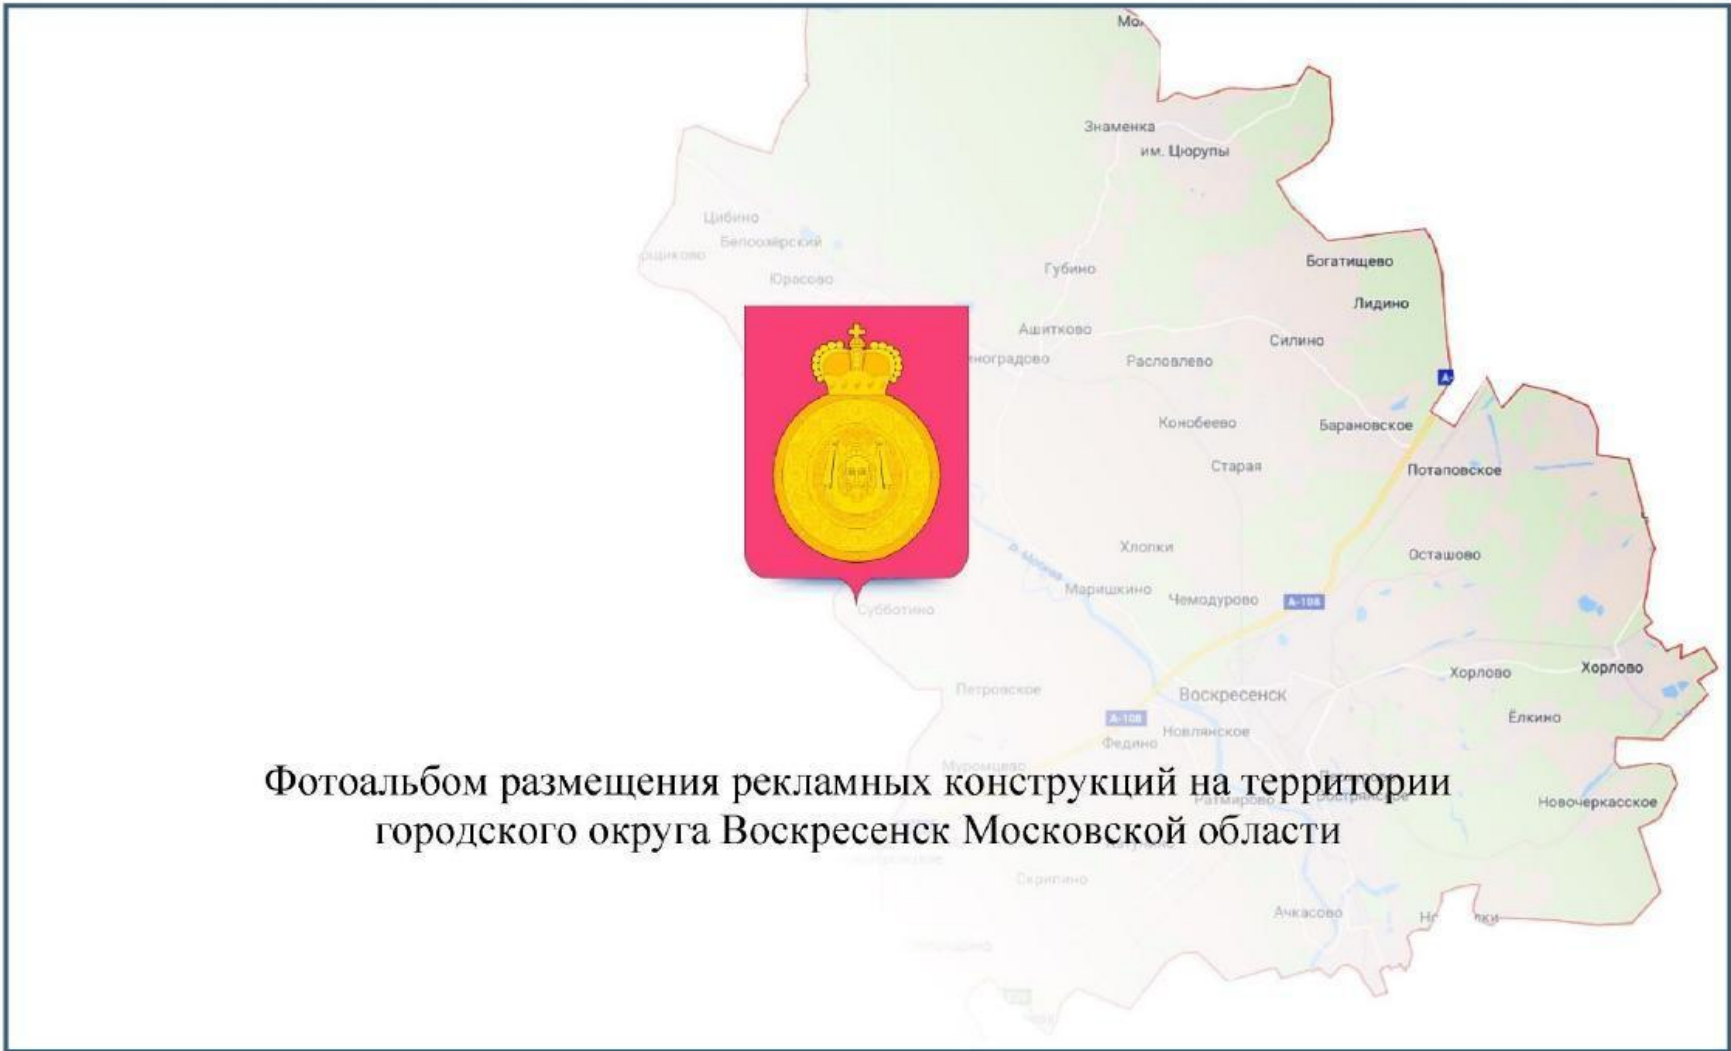 Знаменка
им. Цюрупы
Цибино
Белоозёрский
Юрасово
Губино
Богатищево
Лидино
Ашитково
Силино
Расловлево
Конобеево
Барановское
Старая
Потаповское
Хлопки
Осташово
р. Москва
Маришкино
Чемодурово
А-108
Субботино
Хорлово
Хорлово
Петровское
Воскресенск
А-108
Новлянское
Ёлкино
Федино
Муромцево
Фотоальбом размещения рекламных конструкций на территории
Ратмирово
Новочеркасское
городского округа Воскресенск Московской области
Скрипино
Ачкасово